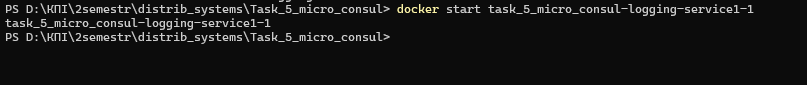 PS D:\КПІ\2semestr\distrib_systems\Task_5_micro_consul> docker start task_5_micro_consul-logging-service1-1
task_5_micro_consul-logging-service1-1
PS D:\КПІ\2semestr\distrib_systems\Task_5_micro_consul>